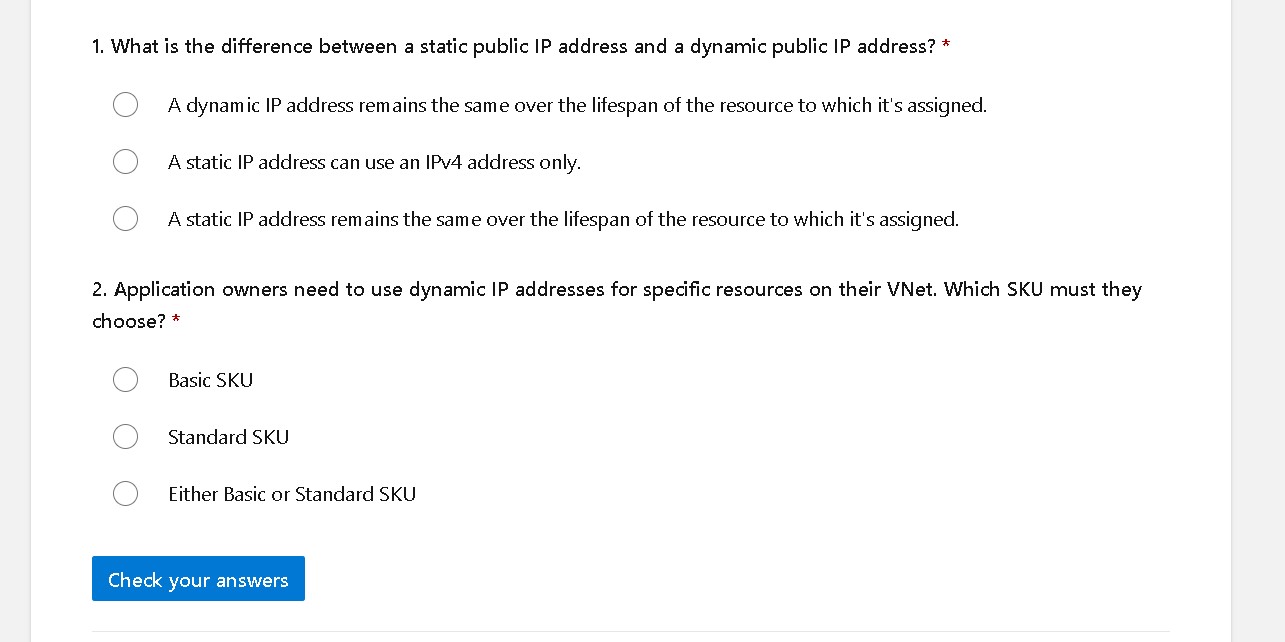 1. What is the difference between a static public IP address and a dynamic public IP address? *
A dynamic IP address remains the same over the lifespan of the resource to which it's assigned.
A static IP address can use an IPv4 address only.
A static IP address remains the same over the lifespan of the resource to which it's assigned.
2. Application owners need to use dynamic IP addresses for specific resources on their VNet. Which SKU must they
choose? *
Basic SKU
Standard SKU
Either Basic or Standard SKU
Check your answers